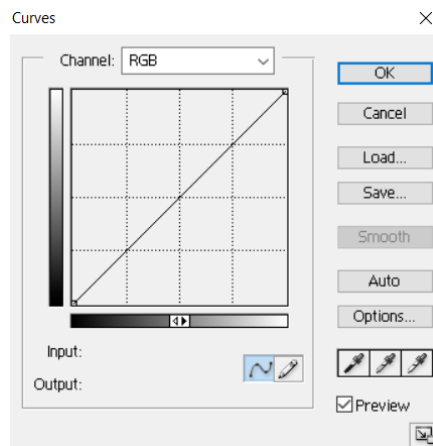 Curves
Channel: RGB
OK
Cancel
Load...
Save...
Smooth
Auto
Options...
Input:
Output:
Preview